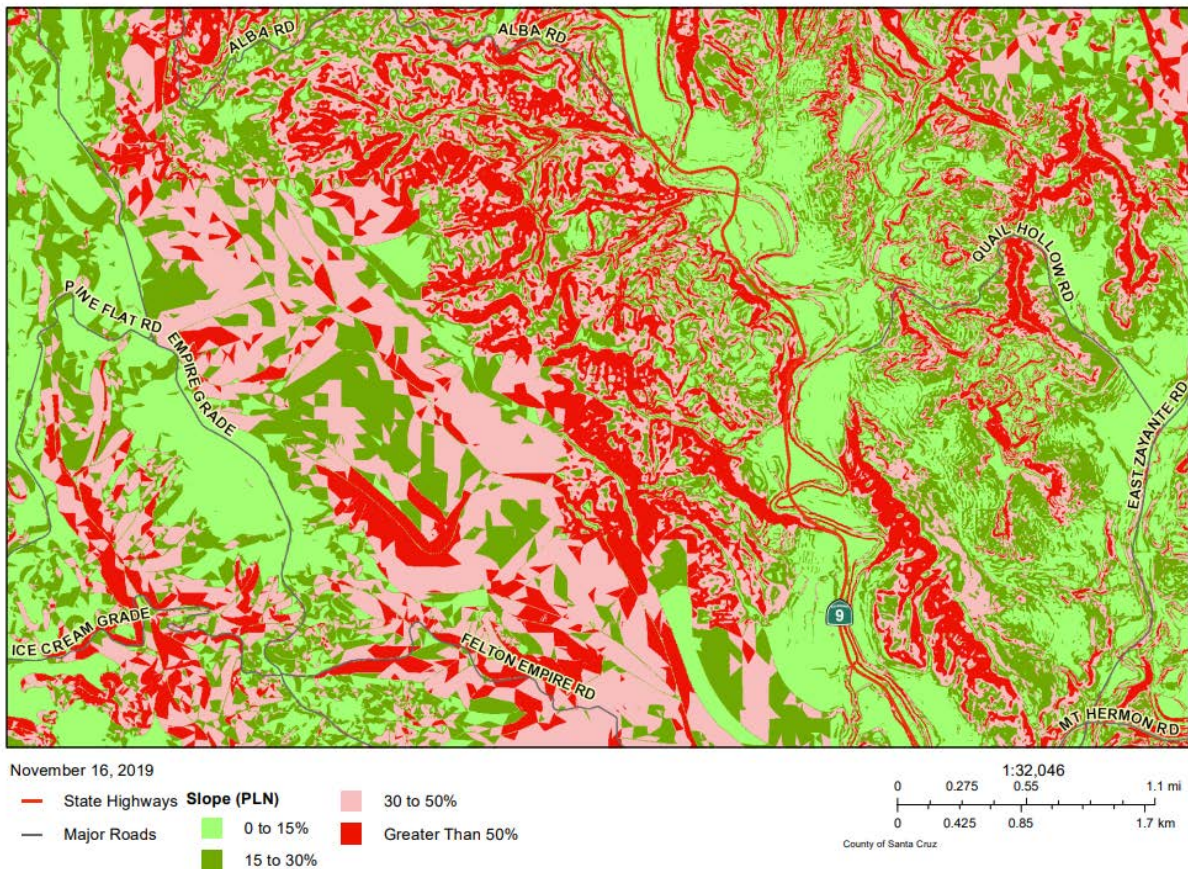 ALBA RD
ALBA RD
QUAIL HOLLOW RD
PINE FLAT RD
EMPIRE GRADE
EAST ZAYANTE RD
9
ICE CREAM GRADE
FELTON EMPIRE RD
MT HERMON RD
November 16, 2019
State Highways
Major Roads
Slope (PLN)
0 to 15%
15 to 30%
30 to 50%
Greater Than 50%
1:32,046
0 0.275 0.55 1.1 mi
0 0.425 0.85 1.7 km
County of Santa Cruz